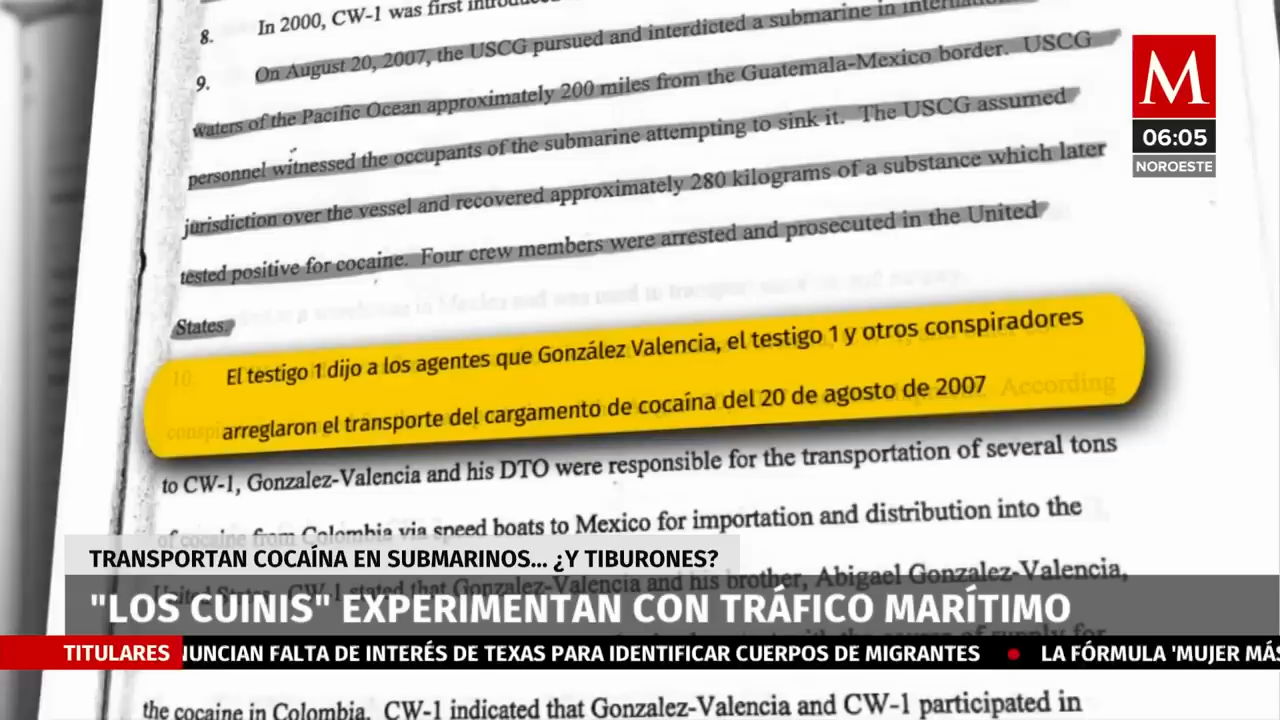 8. In 2000, CW-1 was first
9. On August 20, 2007, the USCG pursued and interdicted a submarine in
waters of the Pacific Ocean approximately 200 miles from the Guatemala-Mexico border. USCG
personnel witnessed the occupants of the submarine attempting to sink it. The USCG assumed
jurisdiction over the vessel and recovered approximately 280 kilograms of a substance which later
tested positive for cocaine. Four crew members were arrested and prosecuted in the United
States.
10.
El testigo 1 dijo a los agentes que González Valencia, el testigo 1 y otros conspiradores
arreglaron el transporte del cargamento de cocaína del 20 de agosto de 2007
According
to CW-1, Gonzalez-Valencia and his DTO were responsible for the transportation of several tons
of cocaine from Colombia via speed boats to Mexico for importation and distribution into the
United States. CW-1 stated that Gonzalez-Valencia and his brother, Abigael Gonzalez-Valencia,
the cocaine in Colombia. CW-1 indicated that Gonzalez-Valencia and CW-1 participated in
M
06:05
NOROESTE
TRANSPORTAN COCAÍNA EN SUBMARINOS... ¿Y TIBURONES?
"LOS CUINIS" EXPERIMENTAN CON TRÁFICO MARÍTIMO
TITULARES
NUNCIAN FALTA DE INTERÉS DE TEXAS PARA IDENTIFICAR CUERPOS DE MIGRANTES • LA FÓRMULA 'MUJER MÁS